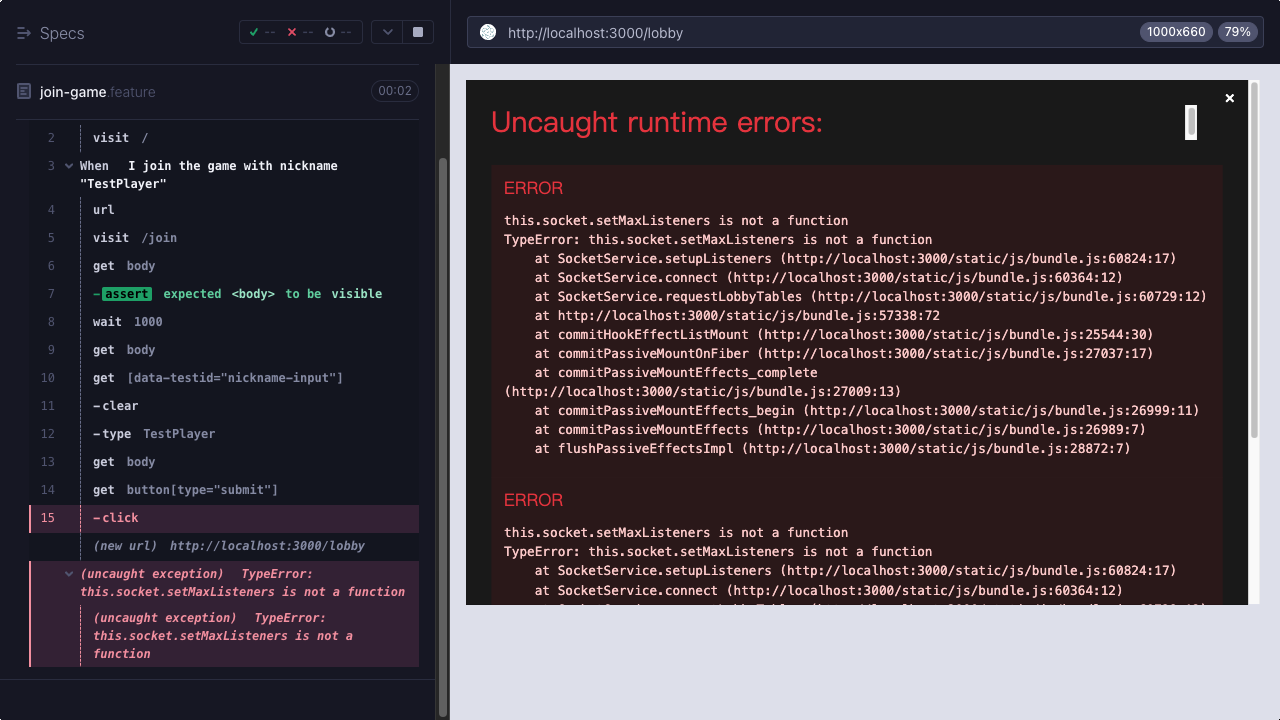 Specs
-- -- --
join-game.feature
00:02
2 visit /
3 When I join the game with nickname
"TestPlayer"
4 url
5 visit /join
6 get body
7 -assert expected <body> to be visible
8 wait 1000
9 get body
10 get [data-testid="nickname-input"]
11 -clear
12 -type TestPlayer
13 get body
14 get button[type="submit"]
15 -click
(new url) http://localhost:3000/lobby
(uncaught exception) TypeError:
this.socket.setMaxListeners is not a function
(uncaught exception) TypeError:
this.socket.setMaxListeners is not a
function
http://localhost:3000/lobby
1000x660
79%
Uncaught runtime errors:
ERROR
this.socket.setMaxListeners is not a function
TypeError: this.socket.setMaxListeners is not a function
at SocketService.setupListeners (http://localhost:3000/static/js/bundle.js:60824:17)
at SocketService.connect (http://localhost:3000/static/js/bundle.js:60364:12)
at SocketService.requestLobbyTables (http://localhost:3000/static/js/bundle.js:60729:12)
at http://localhost:3000/static/js/bundle.js:57338:72
at commitHookEffectListMount (http://localhost:3000/static/js/bundle.js:25544:30)
at commitPassiveMountOnFiber (http://localhost:3000/static/js/bundle.js:27037:17)
at commitPassiveMountEffects_complete
(http://localhost:3000/static/js/bundle.js:27009:13)
at commitPassiveMountEffects_begin (http://localhost:3000/static/js/bundle.js:26999:11)
at commitPassiveMountEffects (http://localhost:3000/static/js/bundle.js:26989:7)
at flushPassiveEffectsImpl (http://localhost:3000/static/js/bundle.js:28872:7)
ERROR
this.socket.setMaxListeners is not a function
TypeError: this.socket.setMaxListeners is not a function
at SocketService.setupListeners (http://localhost:3000/static/js/bundle.js:60824:17)
at SocketService.connect (http://localhost:3000/static/js/bundle.js:60364:12)